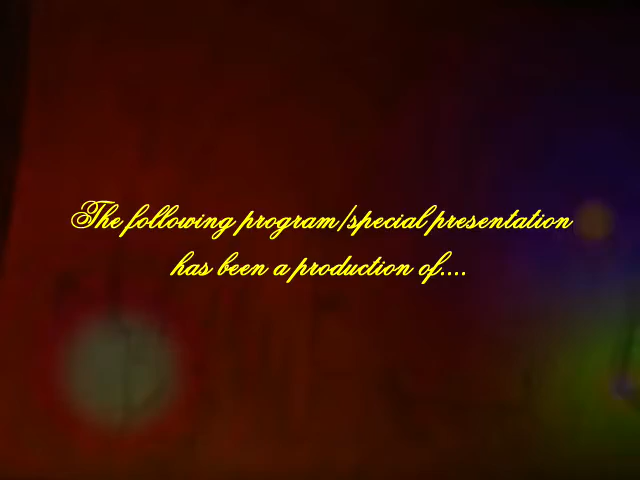 The following program/special presentation
has been a production of....